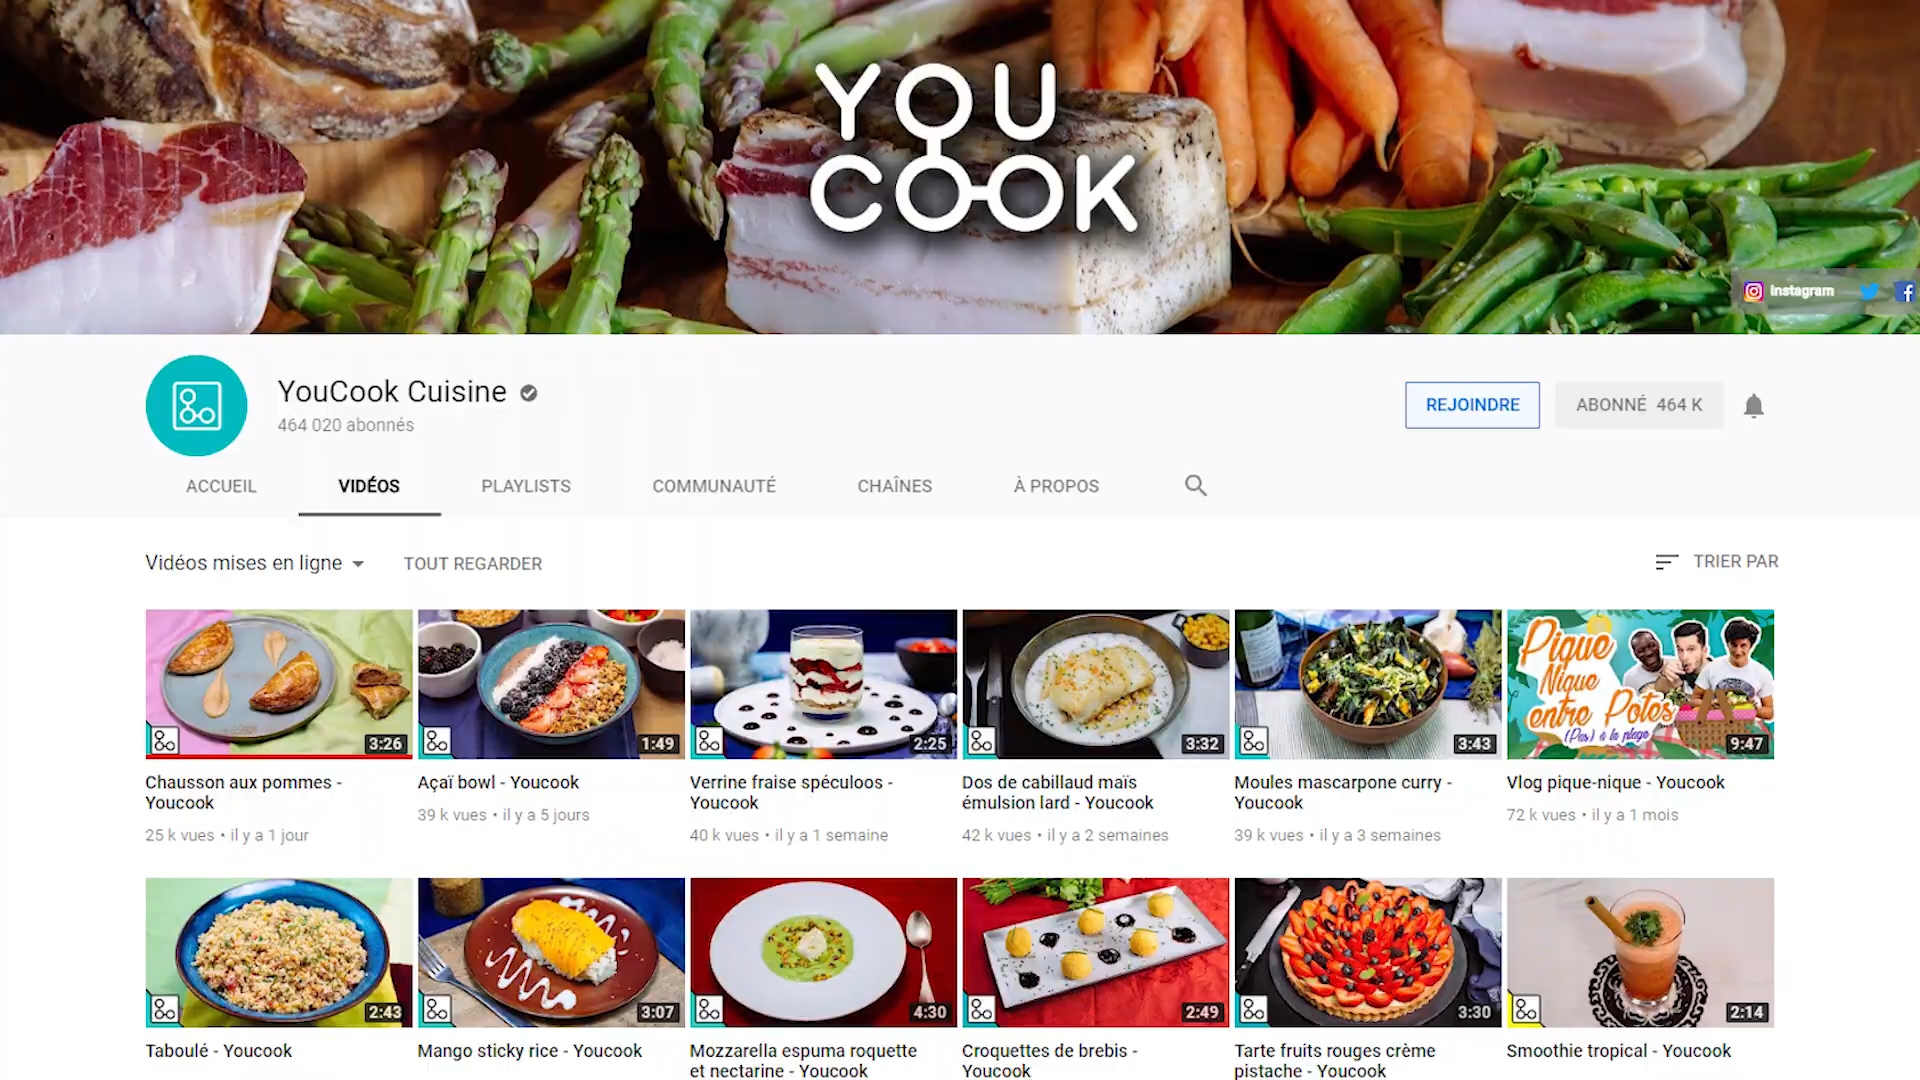 YOU
COOK
Instagram
YouCook Cuisine
464 020 abonnés
REJOINDRE
ABONNÉ 464 K
ACCUEIL
VIDÉOS
PLAYLISTS
COMMUNAUTÉ
CHAÎNES
À PROPOS
Vidéos mises en ligne
TOUT REGARDER
TRIER PAR
3:26
1:49
2:25
3:32
3:43
Pique
Nique
entre Potes
(Pas) à la plage
9:47
Chausson aux pommes -
Youcook
25 k vues • il y a 1 jour
Açaï bowl - Youcook
39 k vues • il y a 5 jours
Verrine fraise spéculoos -
Youcook
40 k vues • il y a 1 semaine
Dos de cabillaud maïs
émulsion lard - Youcook
42 k vues • il y a 2 semaines
Moules mascarpone curry -
Youcook
39 k vues • il y a 3 semaines
Vlog pique-nique - Youcook
72 k vues • il y a 1 mois
2:43
3:07
4:30
2:49
3:30
2:14
Taboulé - Youcook
Mango sticky rice - Youcook
Mozzarella espuma roquette
et nectarine - Youcook
Croquettes de brebis -
Youcook
Tarte fruits rouges crème
pistache - Youcook
Smoothie tropical - Youcook